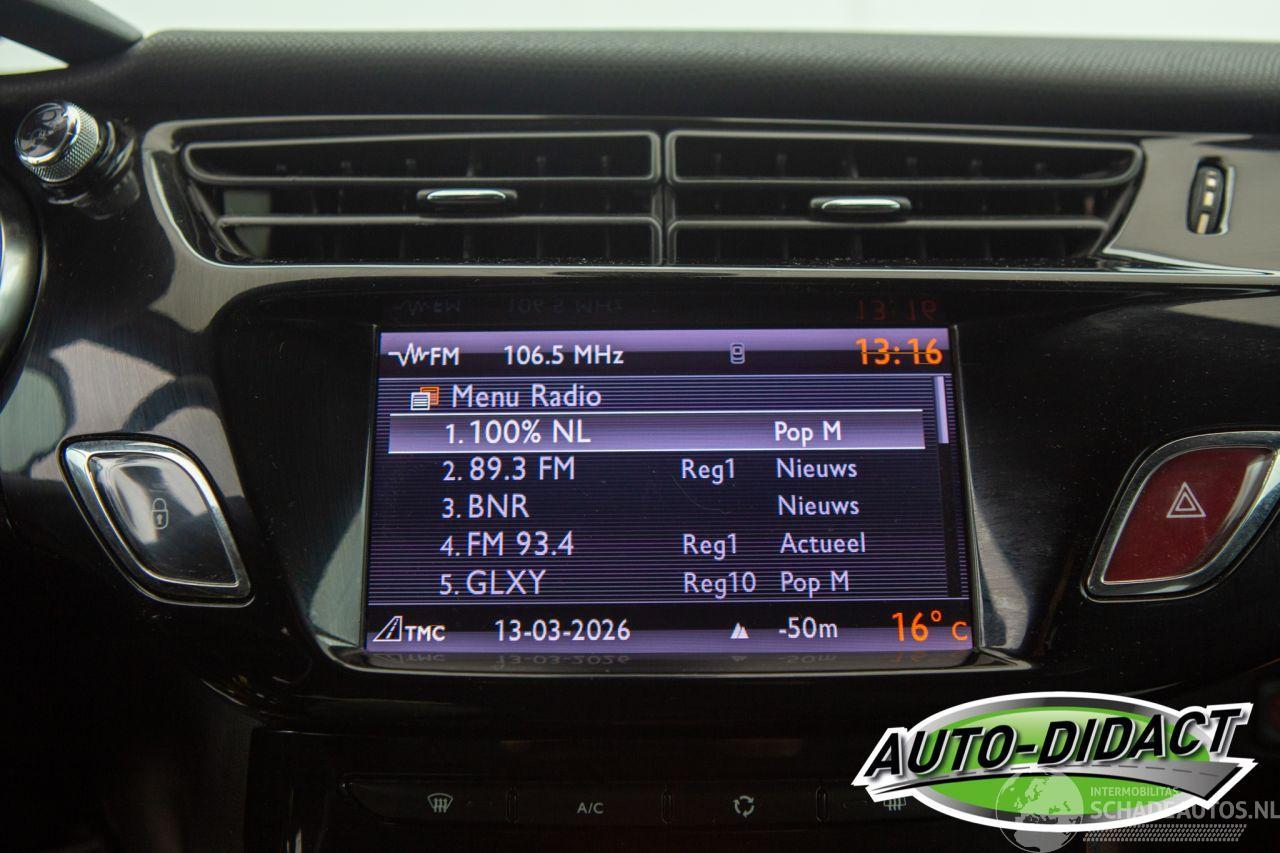 FM 106.5 MHz 13:16
Menu Radio
1. 100% NL Pop M
2. 89.3 FM Reg1 Nieuws
3. BNR Nieuws
4. FM 93.4 Reg1 Actueel
5. GLXY Reg10 Pop M
TMC 13-03-2026 -50m 16° C
A/C
AUTO-DIDACT
INTERMOBILITAS
SCHADEAUTOS.NL